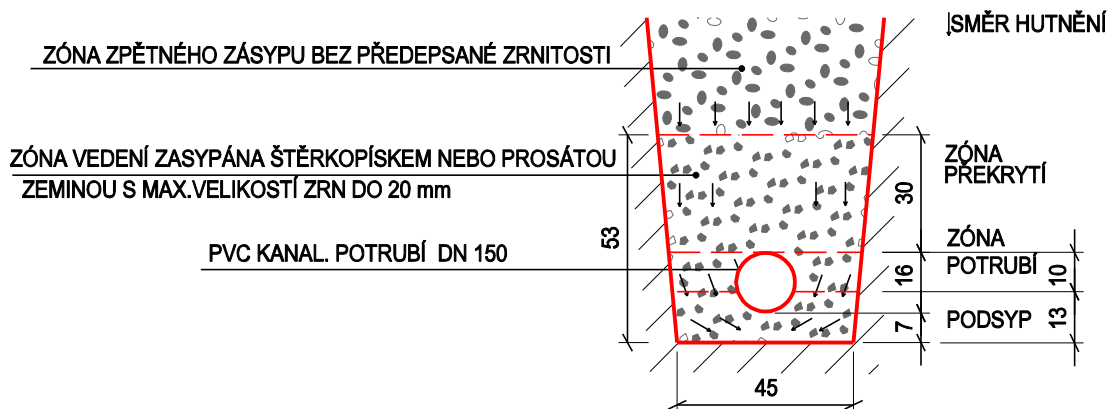 SMĚR HUTNĚNÍ
ZÓNA ZPĚTNÉHO ZÁSYPU BEZ PŘEDEPSANÉ ZRNITOSTI
ZÓNA VEDENÍ ZASYPÁNA ŠTĚRKOPÍSKEM NEBO PROSÁTOU
ZEMINOU S MAX.VELIKOSTÍ ZRN DO 20 mm
PVC KANAL. POTRUBÍ DN 150
53
30
16
7
ZÓNA
PŘEKRYTÍ
ZÓNA
POTRUBÍ
PODSYP
10
13
45